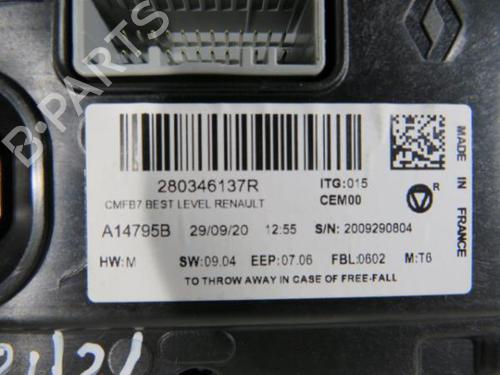 B-PARTS
280346137R
ITG:015
CMFB7 BEST LEVEL RENAULT
CEM00
R
A14795B 29/09/20 12:55 S/N: 2009290804
HW:M SW:09.04 EEP:07.06 FBL:0602 M:T6
TO THROW AWAY IN CASE OF FREE-FALL
MADE IN FRANCE